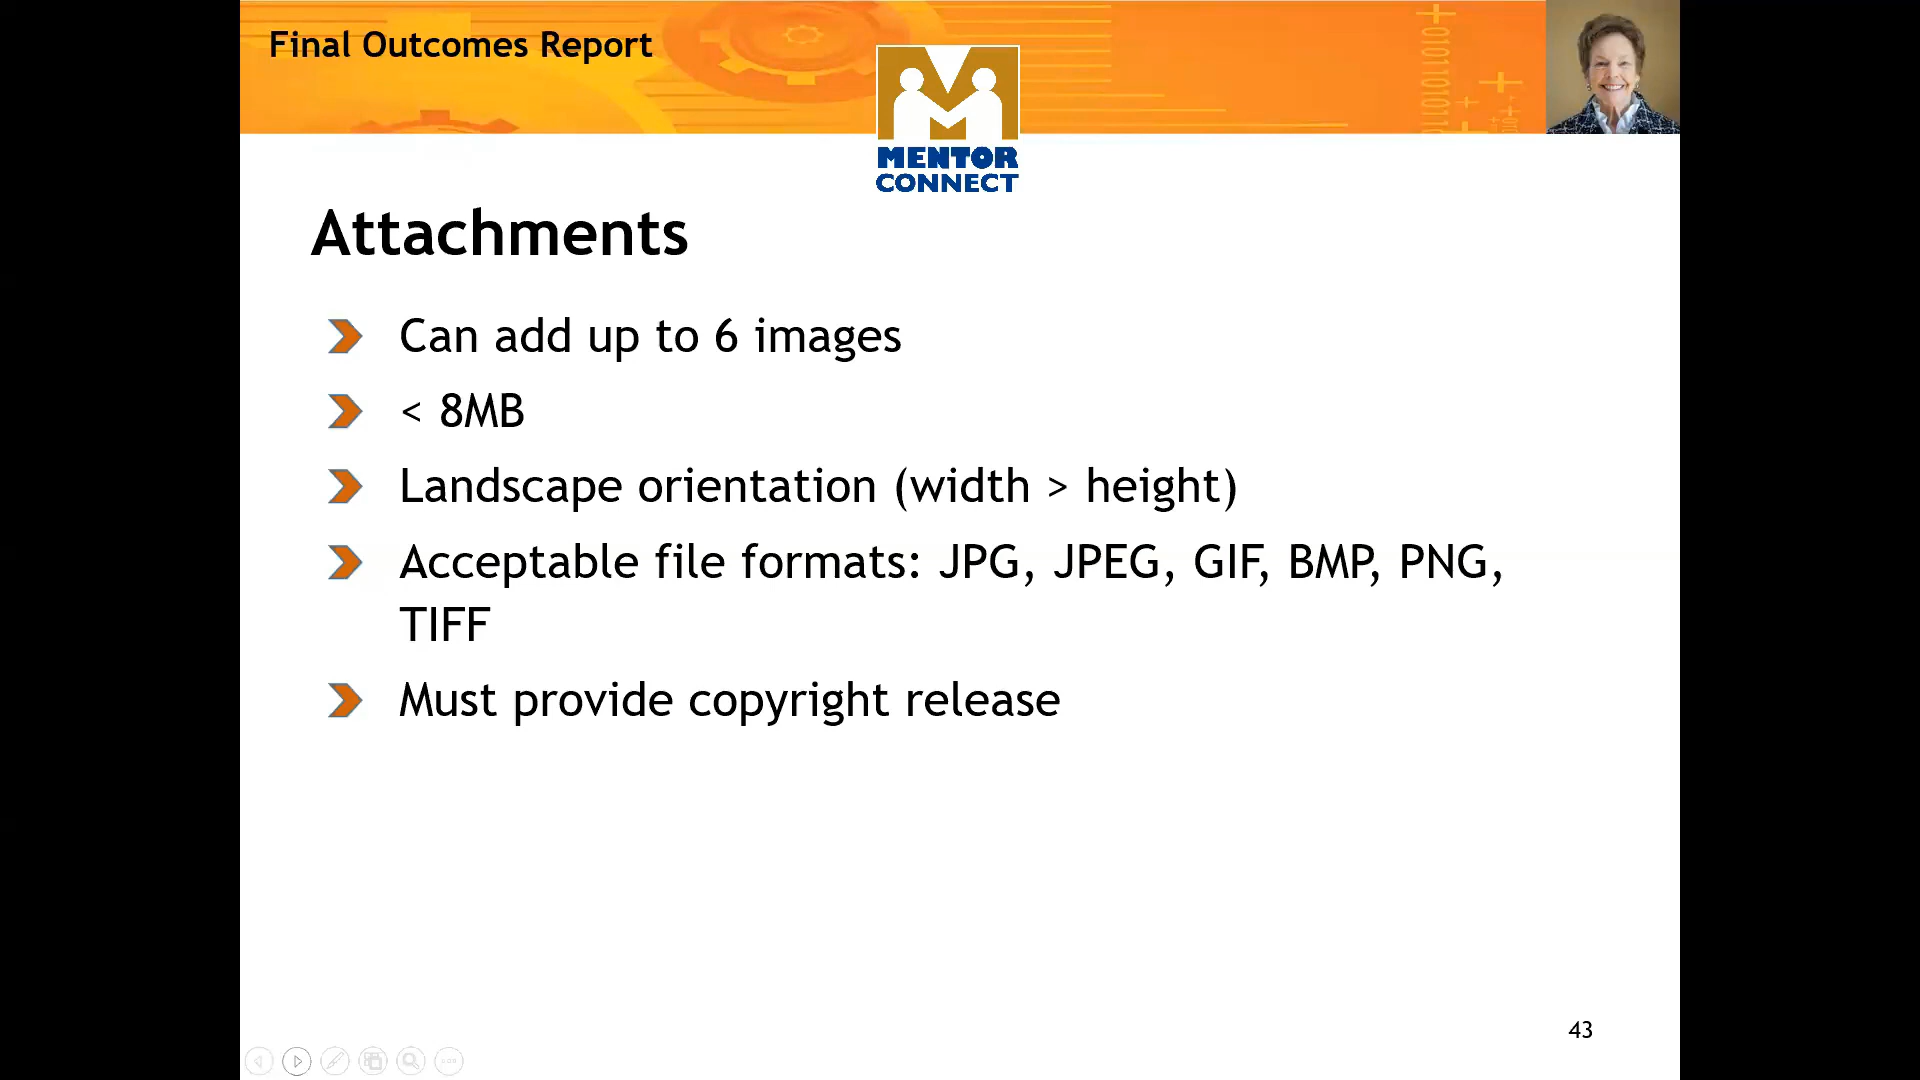 Final Outcomes Report
MENTOR
CONNECT
Attachments
Can add up to 6 images
< 8MB
Landscape orientation (width > height)
Acceptable file formats: JPG, JPEG, GIF, BMP, PNG,
TIFF
Must provide copyright release
43